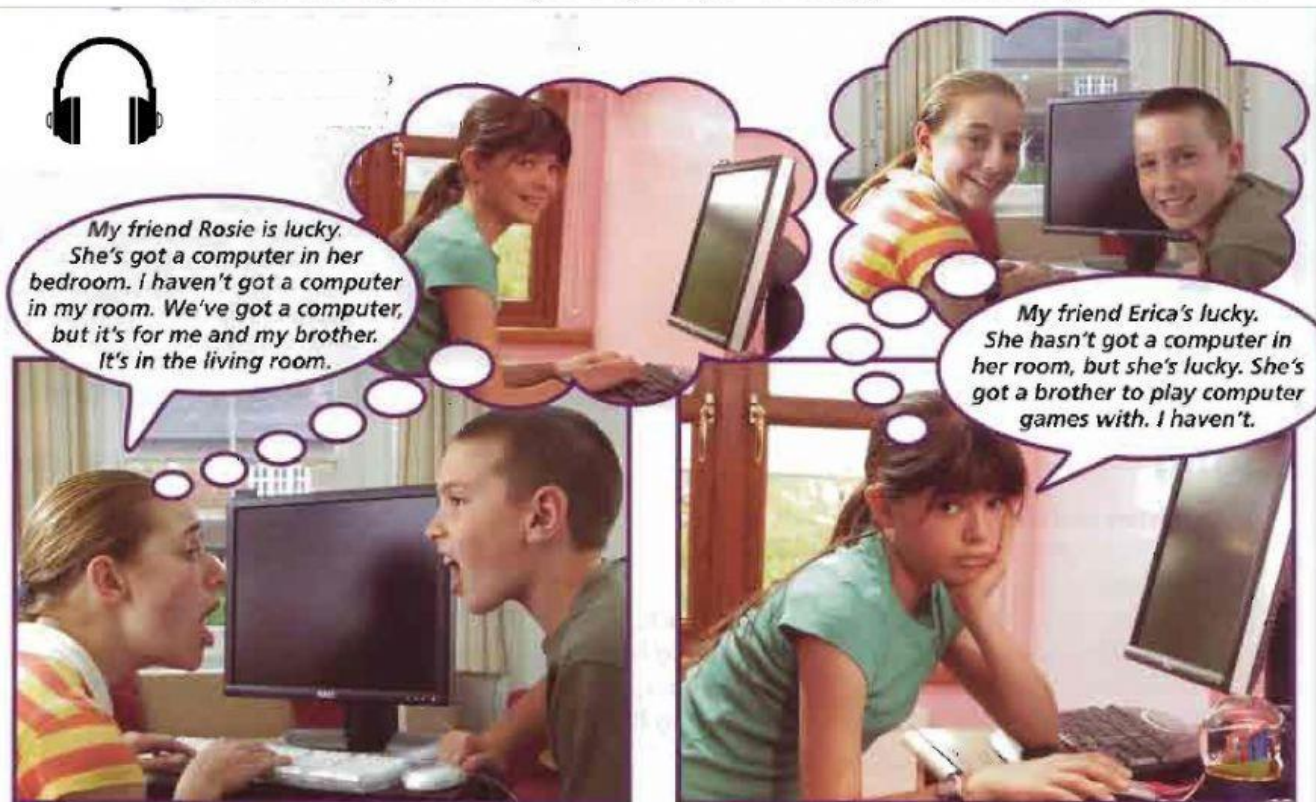 My friend Rosie is lucky.
She's got a computer in her
bedroom. I haven't got a computer
in my room. We've got a computer,
but it's for me and my brother.
It's in the living room.
My friend Erica's lucky.
She hasn't got a computer in
her room, but she's lucky. She's
got a brother to play computer
games with. I haven't.